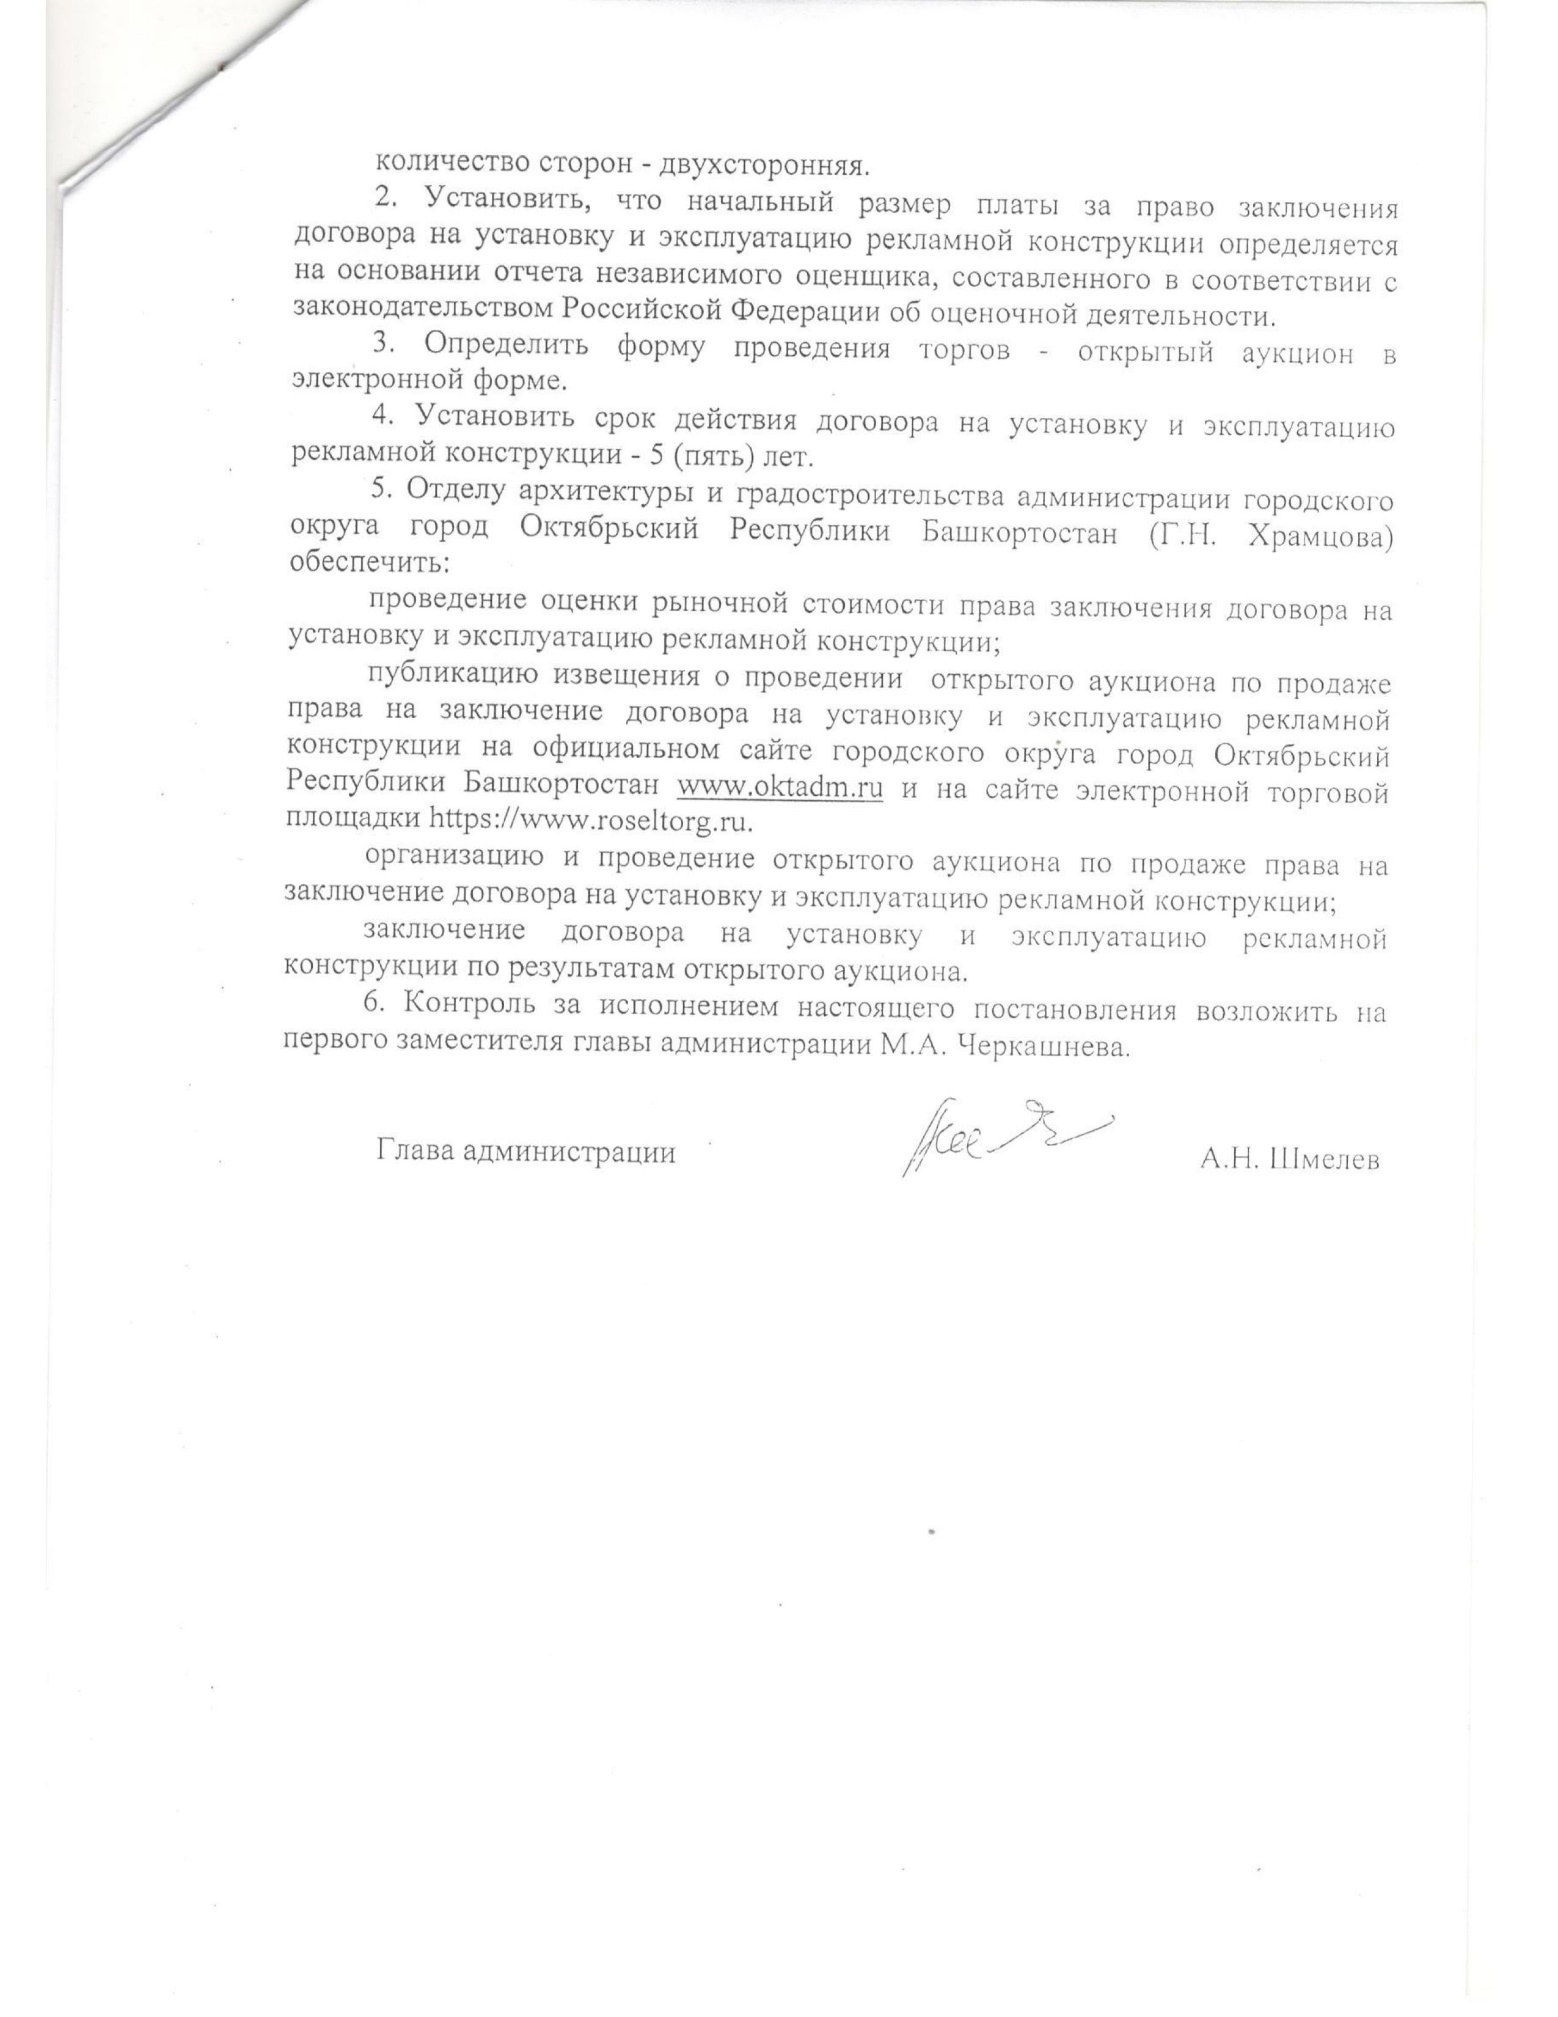 количество сторон - двухсторонняя.
2. Установить, что начальный размер платы за право заключения
договора на установку и эксплуатацию рекламной конструкции определяется
на основании отчета независимого оценщика, составленного в соответствии с
законодательством Российской Федерации об оценочной деятельности.
3. Определить форму проведения торгов - открытый аукцион в
электронной форме.
4. Установить срок действия договора на установку и эксплуатацию
рекламной конструкции - 5 (пять) лет.
5. Отделу архитектуры и градостроительства администрации городского
округа город Октябрьский Республики Башкортостан (Г.Н. Храмцова)
обеспечить:
проведение оценки рыночной стоимости права заключения договора на
установку и эксплуатацию рекламной конструкции;
публикацию извещения о проведении открытого аукциона по продаже
права на заключение договора на установку и эксплуатацию рекламной
конструкции на официальном сайте городского округа город Октябрьский
Республики Башкортостан www.oktadm.ru и на сайте электронной торговой
площадки https://www.roseltorg.ru.
организацию и проведение открытого аукциона по продаже права на
заключение договора на установку и эксплуатацию рекламной конструкции;
заключение договора на установку и эксплуатацию рекламной
конструкции по результатам открытого аукциона.
6. Контроль за исполнением настоящего постановления возложить на
первого заместителя главы администрации М.А. Черкашнева.
Глава администрации А.Н. Шмелев